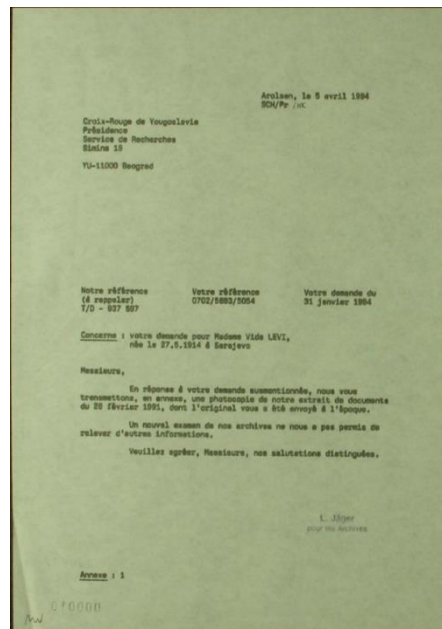 Arolsen, le 5 avril 1994
SCH/Pr /
Croix-Rouge de Yougoslavie
Présidence
Service de Recherches
Simina 19
YU-11000 Beograd
Notre référence
(à rappeler)
T/D - 937 507
Votre référence
0702/5883/5054
Votre demande du
31 janvier 1994
Concerne : votre demande pour Madame Vida LEVI,
née le 27.5.1914 à Sarajevo
Messieurs,
En réponse à votre demande susmentionnée, nous vous
transmettons, en annexe, une photocopie de notre extrait de documents
du 28 février 1991, dont l'original vous a été envoyé à l'époque.
Un nouvel examen de nos archives ne nous a pas permis de
relever d'autres informations.
Veuillez agréer, Messieurs, nos salutations distinguées.
L. Jäger
pour les Archives
Annexe : 1